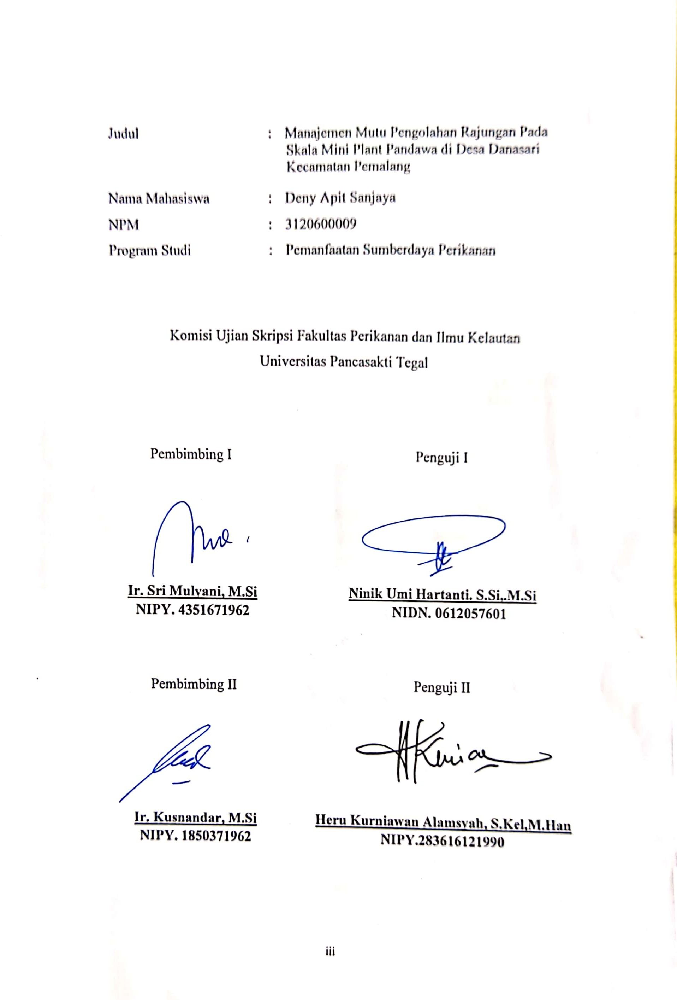 Judul : Manajemen Mutu Pengolahan Rajungan Pada
Skala Mini Plant Pandawa di Desa Danasari
Kecamatan Pemalang
Nama Mahasiswa : Deny Apit Sanjaya
NPM : 3120600009
Program Studi : Pemanfaatan Sumberdaya Perikanan
Komisi Ujian Skripsi Fakultas Perikanan dan Ilmu Kelautan
Universitas Pancasakti Tegal
Pembimbing I
Penguji I
Ir. Sri Mulyani, M.Si
NIPY. 4351671962
Ninik Umi Hartanti. S.Si,.M.Si
NIDN. 0612057601
Pembimbing II
Penguji II
Ir. Kusnandar, M.Si
NIPY. 1850371962
Heru Kurniawan Alamsyah, S.Kel,M.Han
NIPY.283616121990
iii